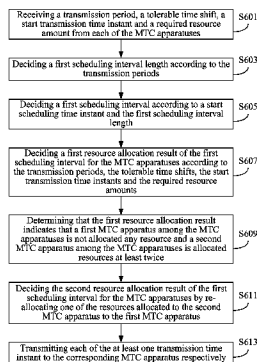 Receiving a transmission period, a tolerable time shift, a
start transmission time instant and a required resource
amount from each of the MTC apparatuses
S601
Deciding a first scheduling interval length according to the
transmission periods
S603
Deciding a first scheduling interval according to a start
scheduling time instant and the first scheduling interval
length
S605
Deciding a first resource allocation result of the first
scheduling interval for the MTC apparatuses according to
the transmission periods, the tolerable time shifts, the start
transmission time instants and the required resource
amounts
S607
Determining that the first resource allocation result
indicates that a first MTC apparatus among the MTC
apparatuses is not allocated any resource and a second
MTC apparatus among the MTC apparatuses is allocated
resources at least twice
S609
Deciding the second resource allocation result of the first
scheduling interval for the MTC apparatuses by re-
allocating one of the resources allocated to the second
MTC apparatus to the first MTC apparatus
S611
Transmitting each of the at least one transmission time
instant to the corresponding MTC apparatus respectively
S613